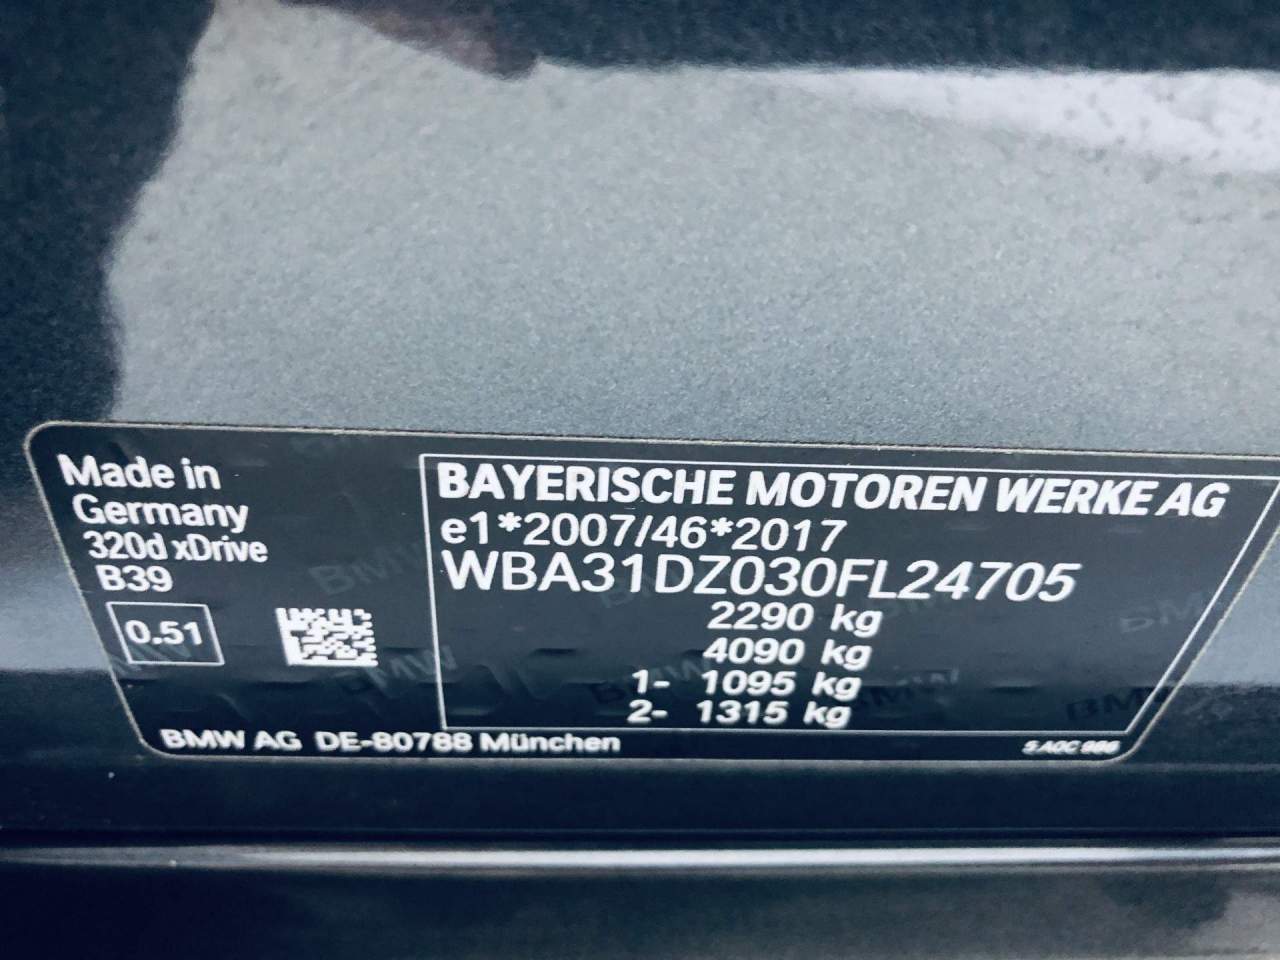 Made in
Germany
320d xDrive
B39
0.51
BAYERISCHE MOTOREN WERKE AG
e1*2007/46*2017
WBA31DZ030FL24705
2290 kg
4090 kg
1- 1095 kg
2- 1315 kg
BMW AG DE-80788 München